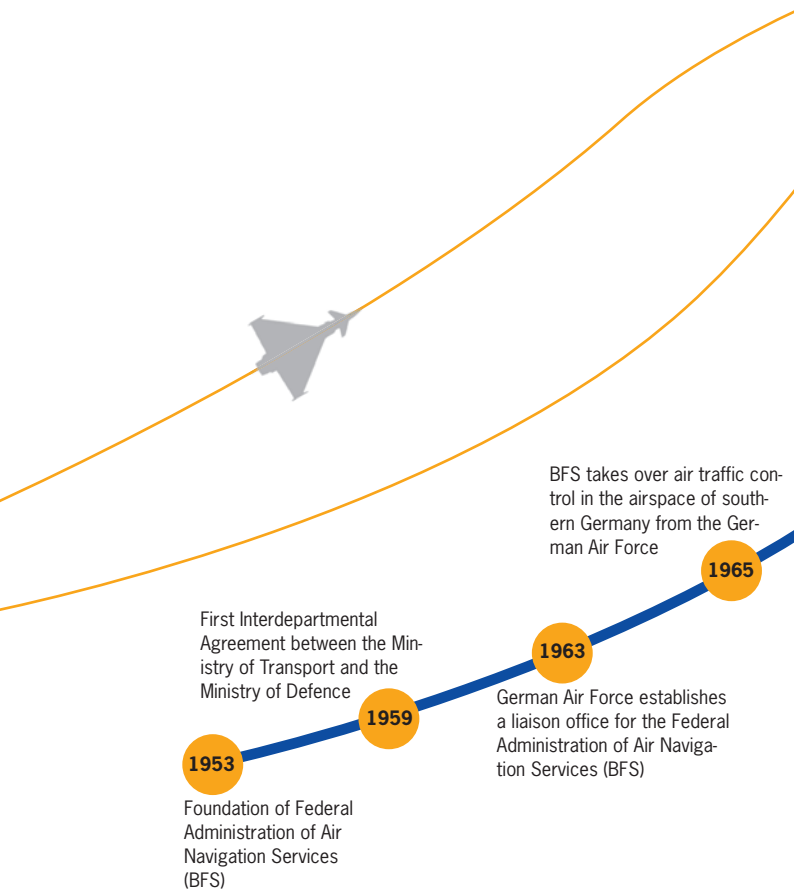 BFS takes over air traffic con-
trol in the airspace of south-
ern Germany from the Ger-
man Air Force
1965
First Interdepartmental
Agreement between the Min-
istry of Transport and the
Ministry of Defence
1963
German Air Force establishes
a liaison office for the Federal
Administration of Air Naviga-
tion Services (BFS)
1959
1953
Foundation of Federal
Administration of Air
Navigation Services
(BFS)